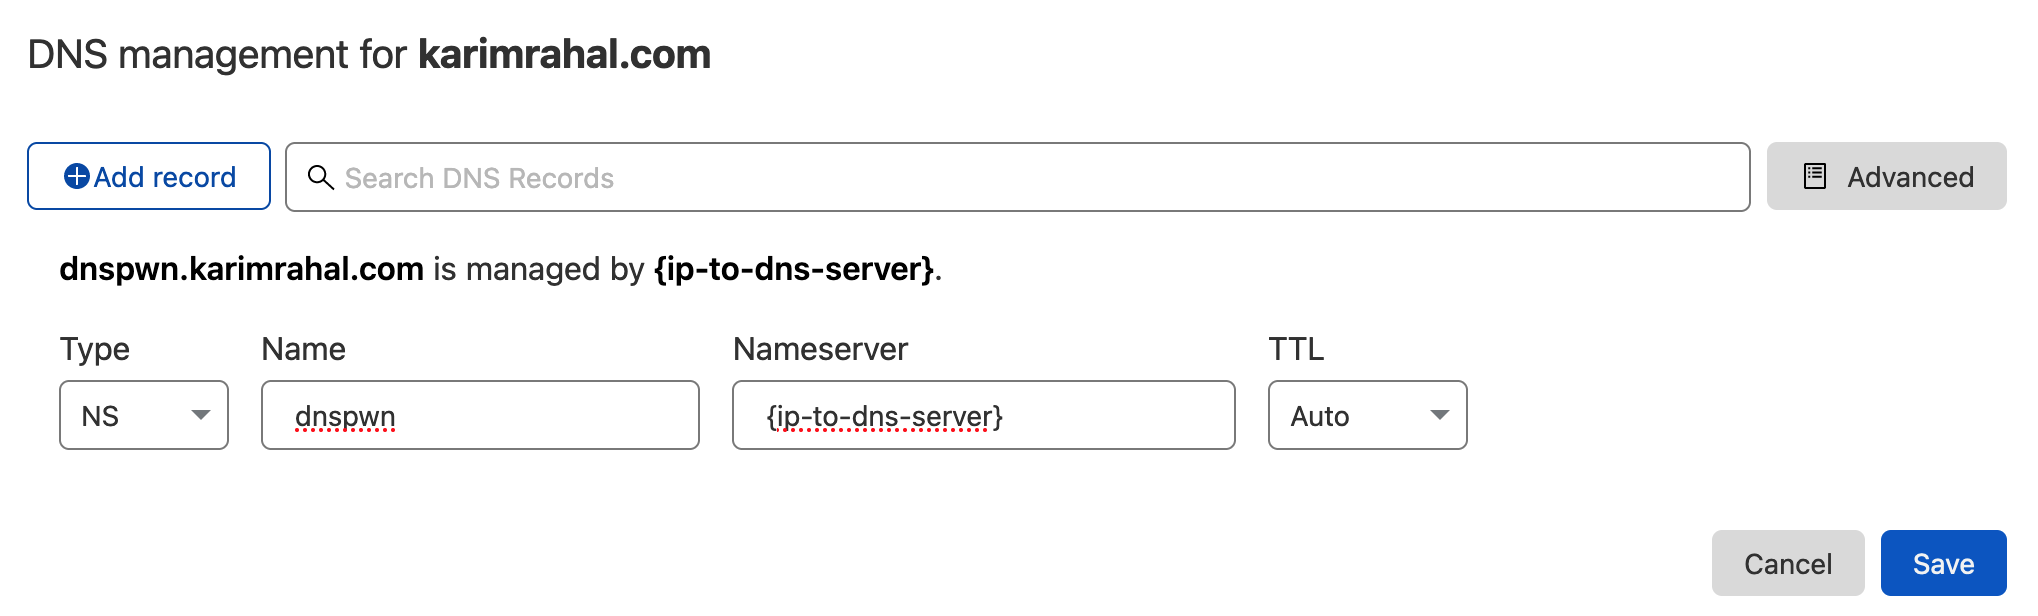 DNS management for karimrahal.com
Add record
Search DNS Records
Advanced
dnspwn.karimrahal.com is managed by {ip-to-dns-server}.
Type Name Nameserver TTL
NS dnspwn {ip-to-dns-server} Auto
Cancel Save